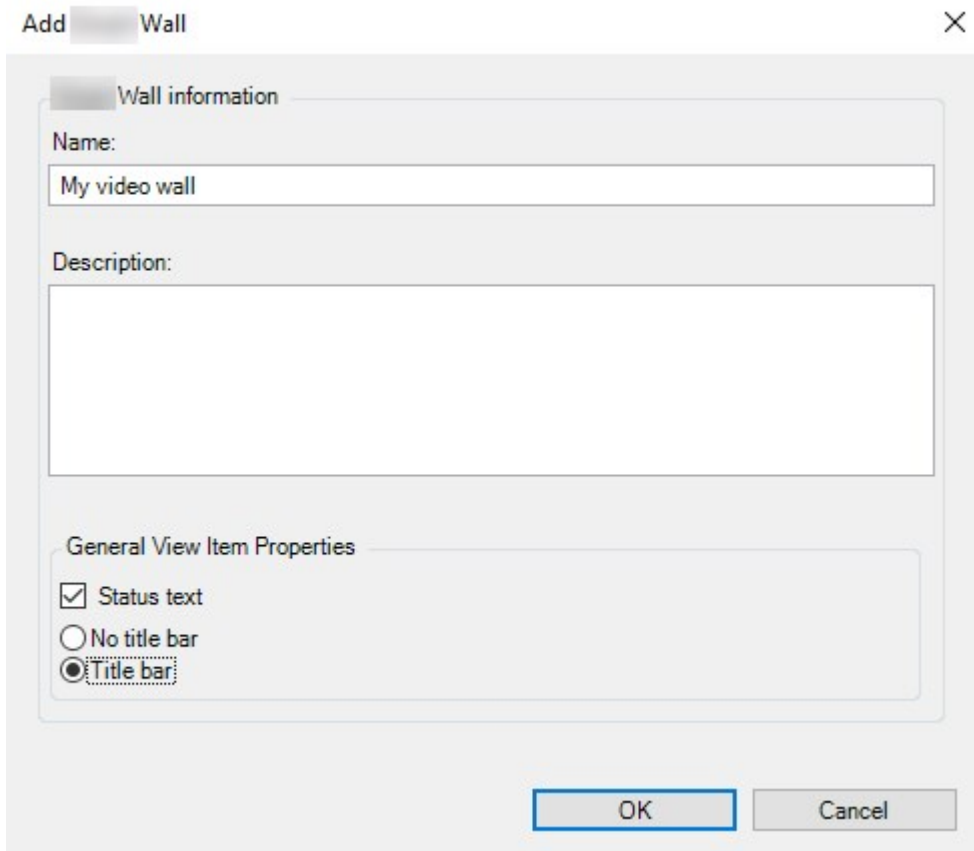 Add Wall
Wall information
Name:
My video wall
Description:
General View Item Properties
Status text
No title bar
Title bar
OK Cancel